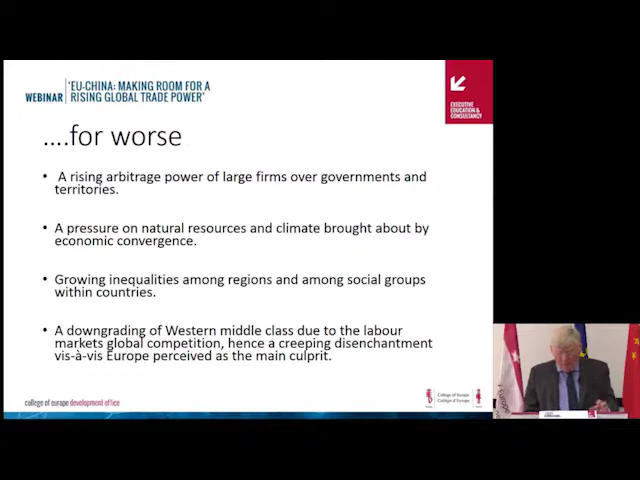 WEBINAR
'EU-CHINA: MAKING ROOM FOR A
RISING GLOBAL TRADE POWER'
EXECUTIVE
EDUCATION &
CONSULTANCY
....for worse
• A rising arbitrage power of large firms over governments and
territories.
• A pressure on natural resources and climate brought about by
economic convergence.
• Growing inequalities among regions and among social groups
within countries.
• A downgrading of Western middle class due to the labour
markets global competition, hence a creeping disenchantment
vis-à-vis Europe perceived as the main culprit.
college of europe development office
College of Europe
Collège d'Europe